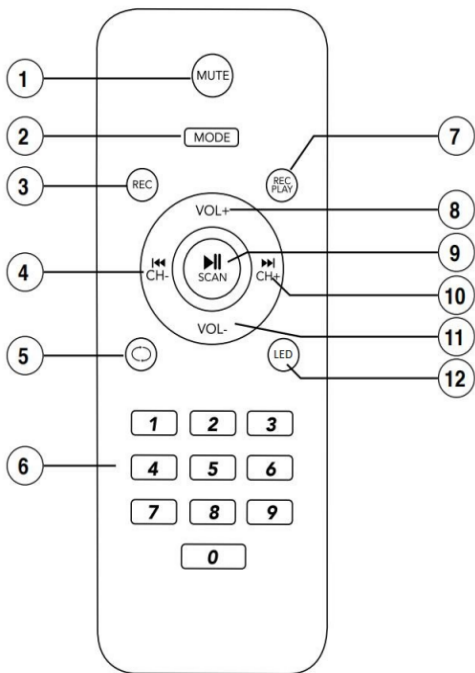 1
MUTE
2
MODE
7
3
REC
REC
PLAY
8
VOL+
9
4
CH-
SCAN
CH+
10
VOL-
11
5
LED
12
1 2 3
6
4 5 6
7 8 9
0